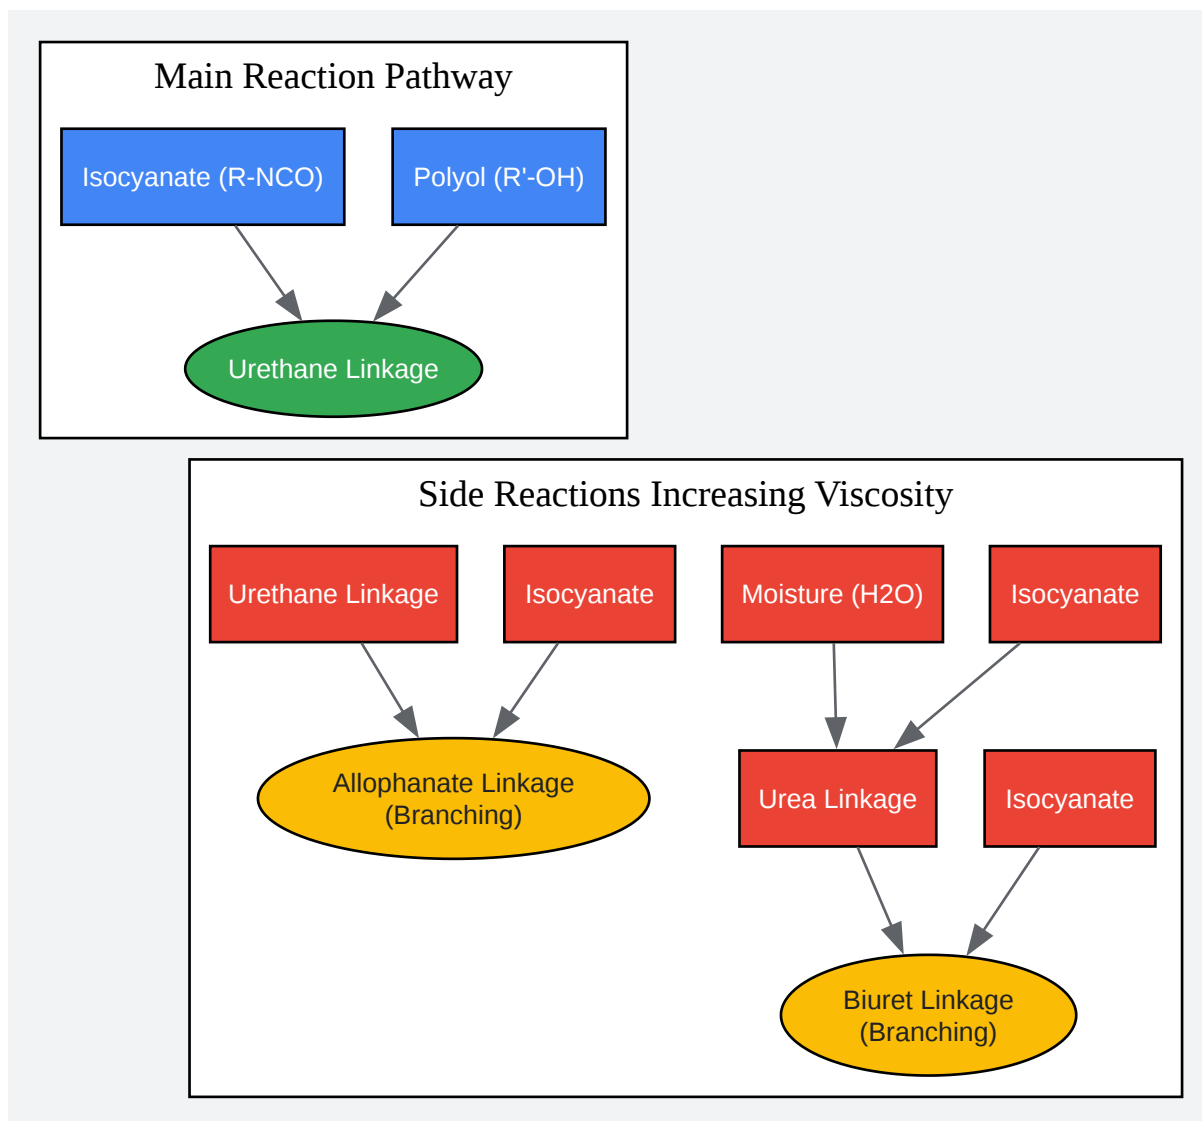 Main Reaction Pathway
Isocyanate (R-NCO)
Polyol (R'-OH)
Urethane Linkage
Side Reactions Increasing Viscosity
Urethane Linkage
Isocyanate
Moisture (H2O)
Isocyanate
Allophanate Linkage
(Branching)
Urea Linkage
Isocyanate
Biuret Linkage
(Branching)